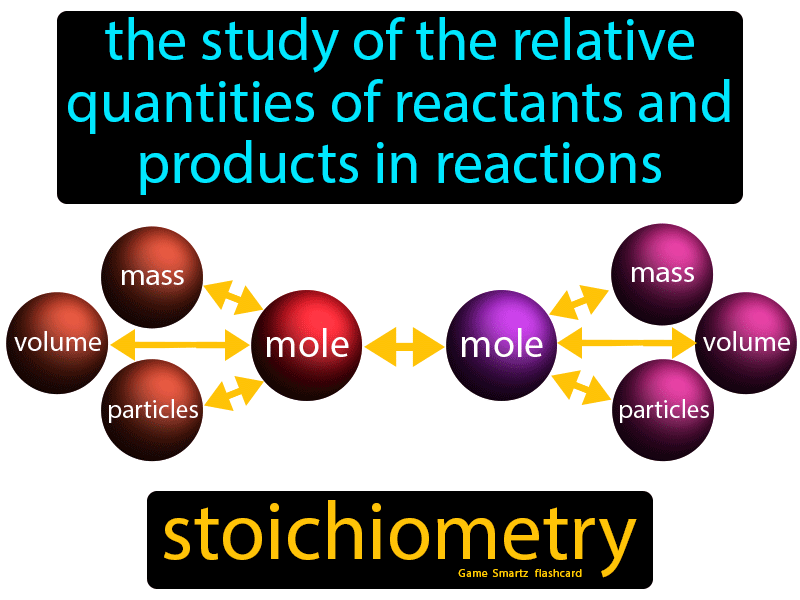 the study of the relative
quantities of reactants and
products in reactions
mass
mass
volume
mole
mole
volume
particles
particles
stoichiometry
Game Smartz flashcard